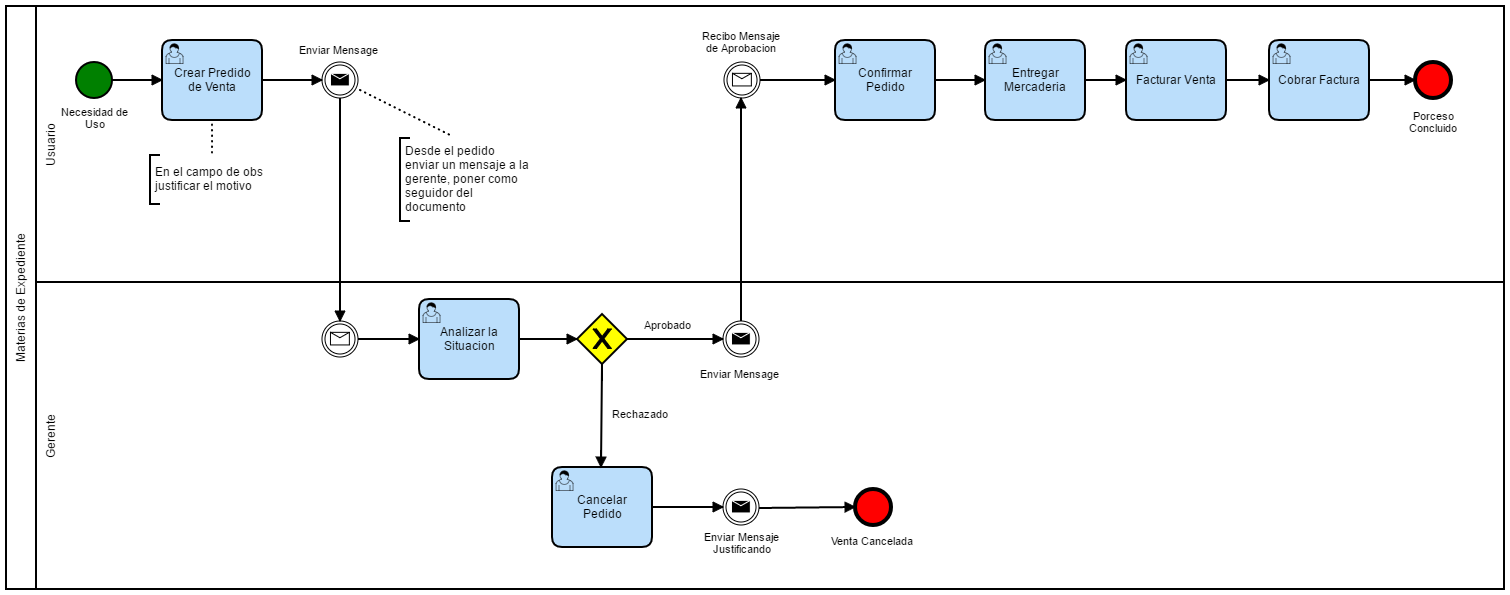 Materias de Expediente
Usuario
Necesidad de
Uso
Crear Predido
de Venta
En el campo de obs
justificar el motivo
Enviar Mensage
Desde el pedido
enviar un mensaje a la
gerente, poner como
seguidor del
documento
Recibo Mensaje
de Aprobacion
Confirmar
Pedido
Entregar
Mercaderia
Facturar Venta
Cobrar Factura
Porceso
Concluido
Gerente
Analizar la
Situacion
X
Aprobado
Enviar Mensage
Rechazado
Cancelar
Pedido
Enviar Mensaje
Justificando
Venta Cancelada